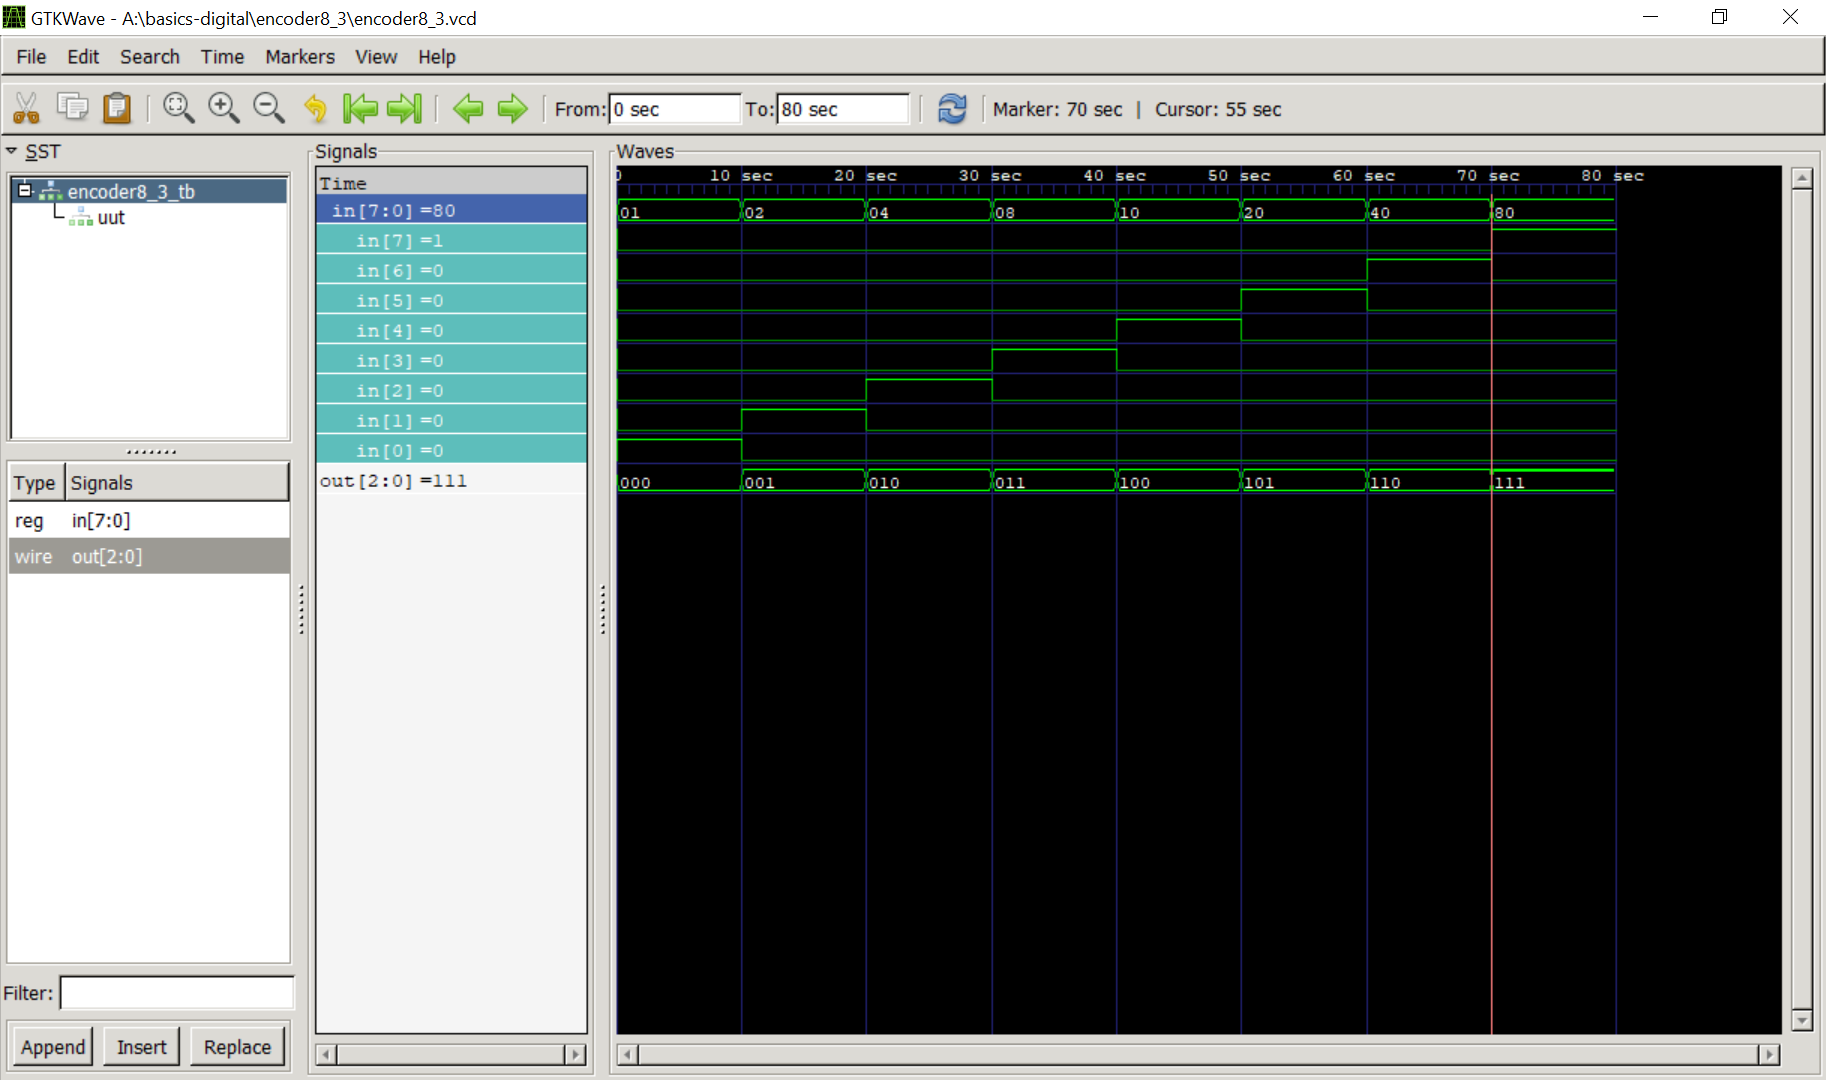 GTKWave - A:\basics-digital\encoder8_3\encoder8_3.vcd
File Edit Search Time Markers View Help
From: 0 sec To: 80 sec Marker: 70 sec | Cursor: 55 sec
SST
encoder8_3_tb
uut
Type Signals
reg in[7:0]
wire out[2:0]
Filter:
Append Insert Replace
Signals
Time
in[7:0] =80
in[7] =1
in[6] =0
in[5] =0
in[4] =0
in[3] =0
in[2] =0
in[1] =0
in[0] =0
out[2:0] =111
Waves
10 sec 20 sec 30 sec 40 sec 50 sec 60 sec 70 sec 80 sec
01 02 04 08 10 20 40 80
000 001 010 011 100 101 110 111